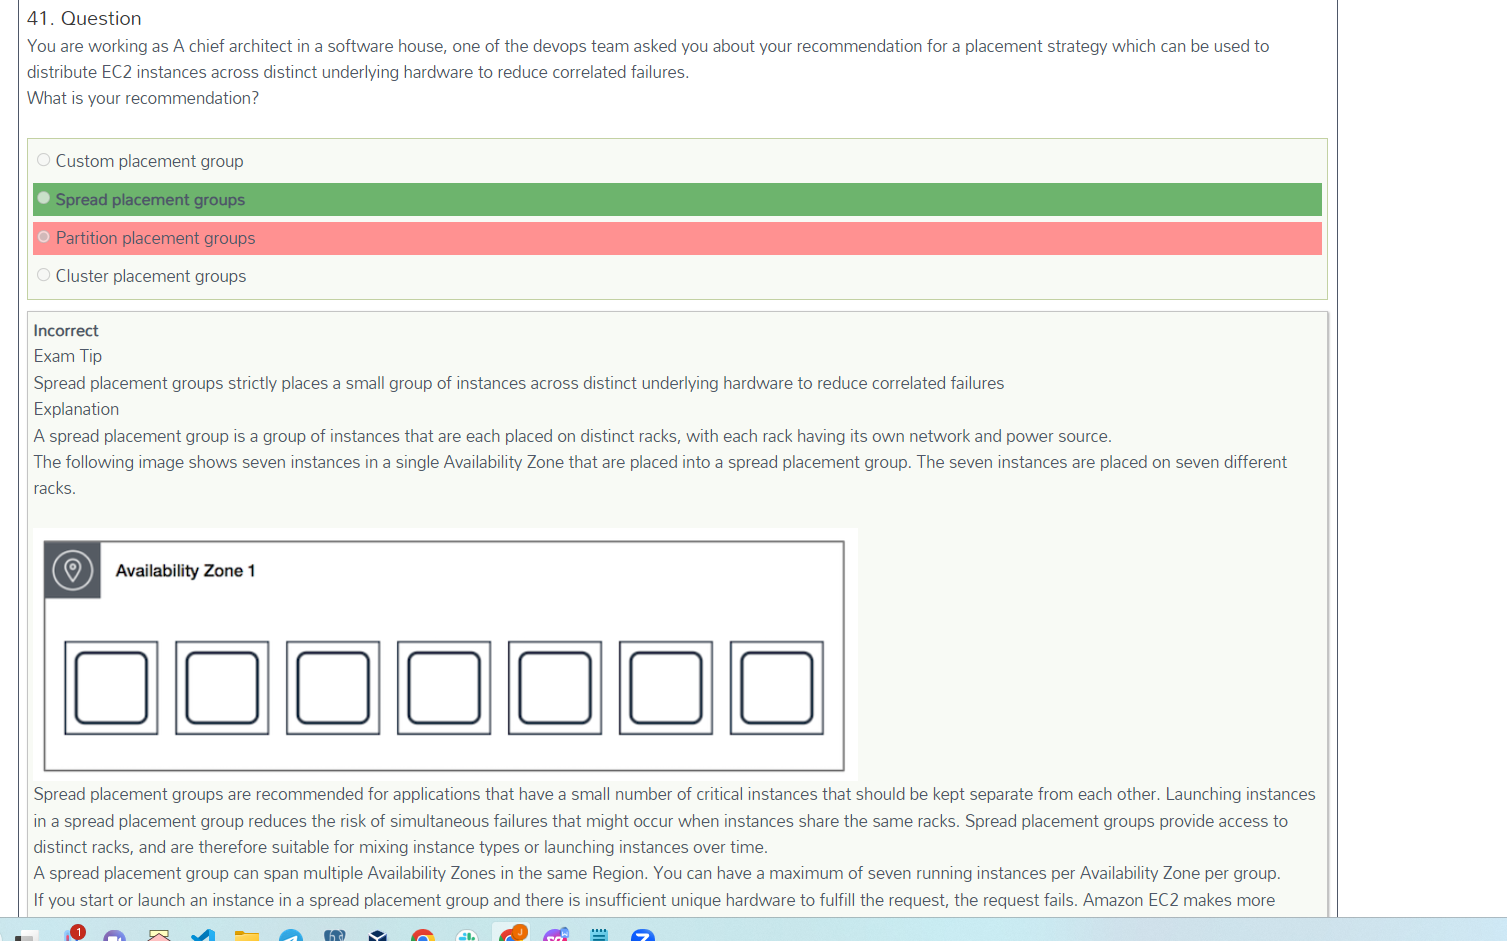 41. Question
You are working as A chief architect in a software house, one of the devops team asked you about your recommendation for a placement strategy which can be used to
distribute EC2 instances across distinct underlying hardware to reduce correlated failures.
What is your recommendation?
Custom placement group
Spread placement groups
Partition placement groups
Cluster placement groups
Incorrect
Exam Tip
Spread placement groups strictly places a small group of instances across distinct underlying hardware to reduce correlated failures
Explanation
A spread placement group is a group of instances that are each placed on distinct racks, with each rack having its own network and power source.
The following image shows seven instances in a single Availability Zone that are placed into a spread placement group. The seven instances are placed on seven different
racks.
Availability Zone 1
Spread placement groups are recommended for applications that have a small number of critical instances that should be kept separate from each other. Launching instances
in a spread placement group reduces the risk of simultaneous failures that might occur when instances share the same racks. Spread placement groups provide access to
distinct racks, and are therefore suitable for mixing instance types or launching instances over time.
A spread placement group can span multiple Availability Zones in the same Region. You can have a maximum of seven running instances per Availability Zone per group.
If you start or launch an instance in a spread placement group and there is insufficient unique hardware to fulfill the request, the request fails. Amazon EC2 makes more
1